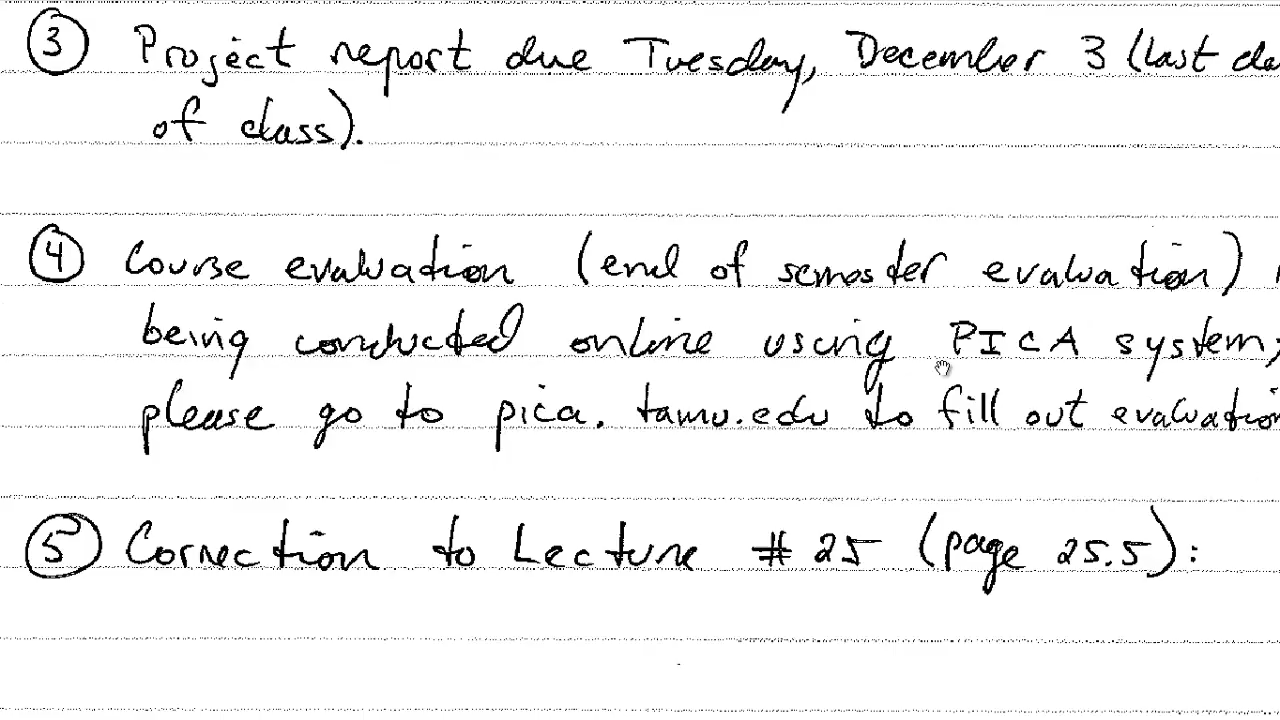 ③ Project report due Tuesday, December 3 (last da
of class).
④ Course evaluation (end of semester evaluation)
being conducted online using PICA system;
please go to pica.tamu.edu to fill out evaluation
⑤ Correction to Lecture # 25 (page 25.5):